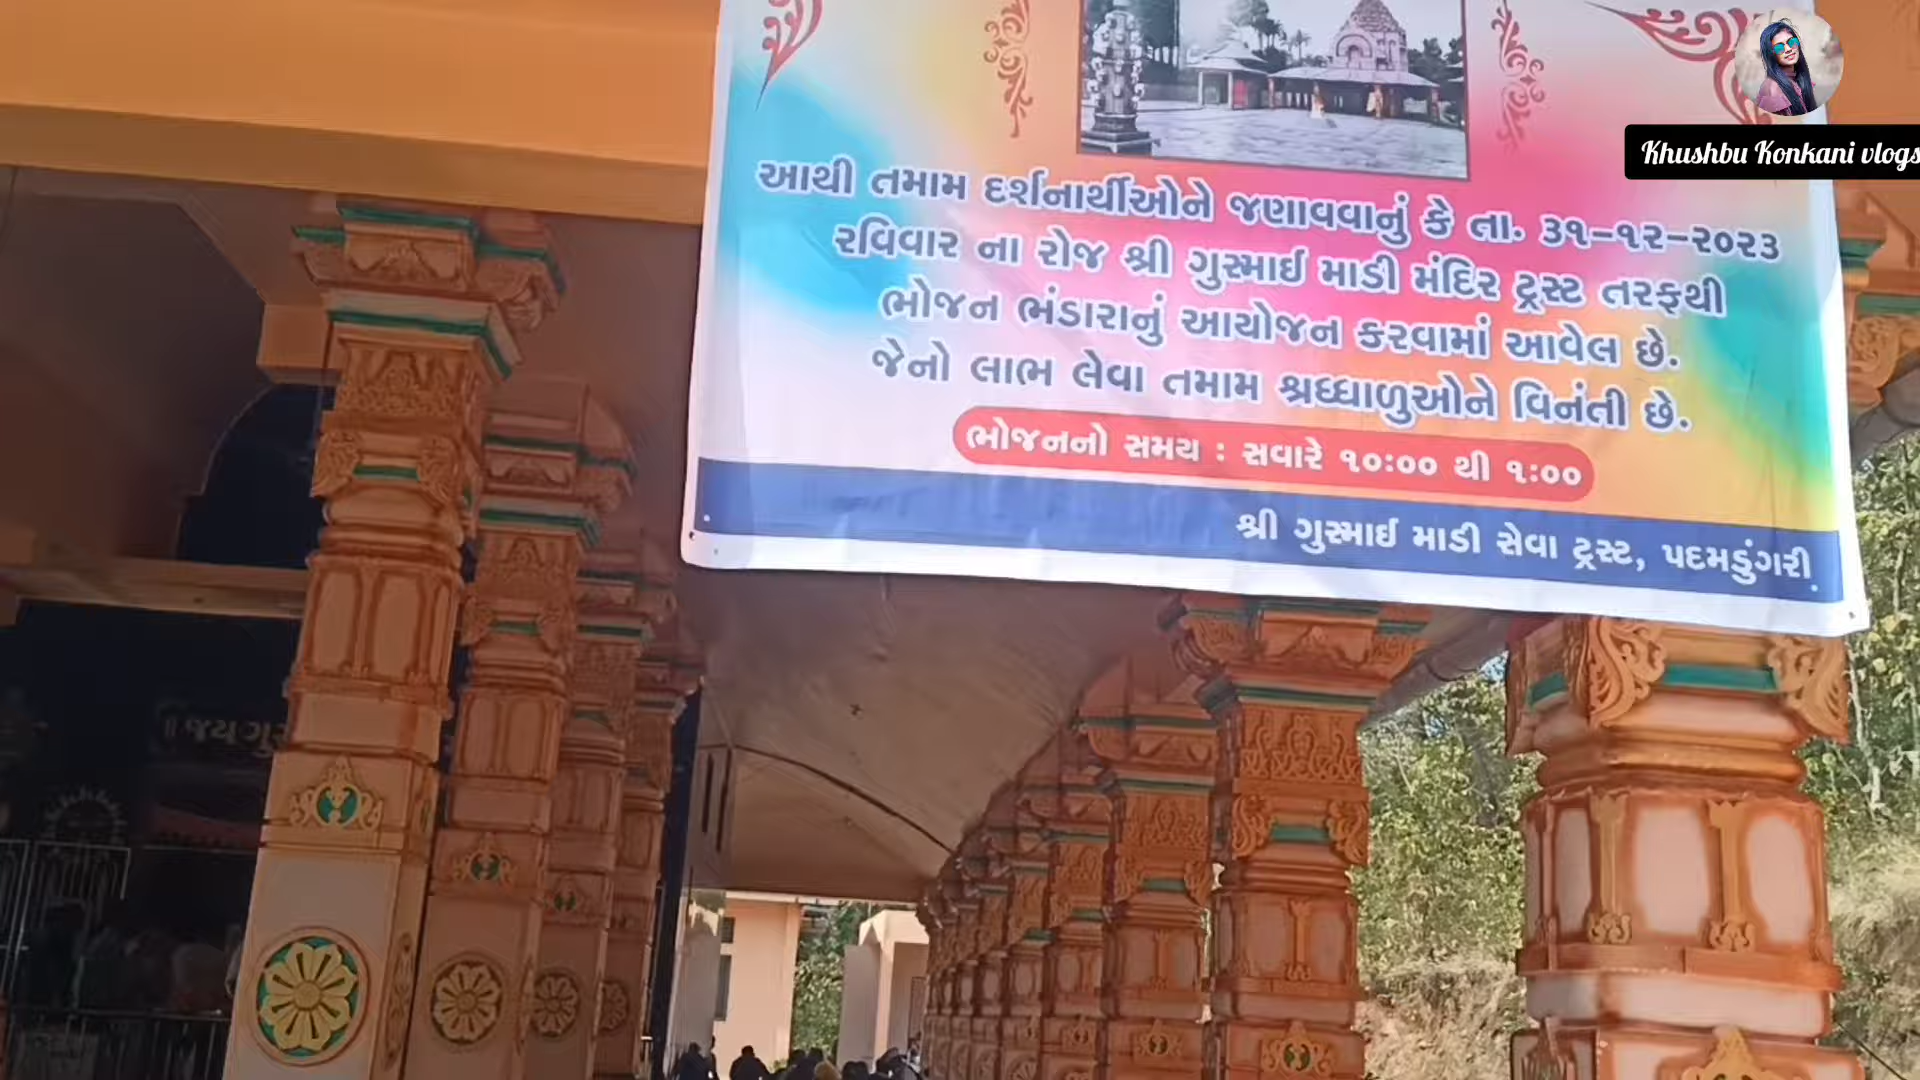 Khushbu Konkani vlogs
આથી તમામ દર્શનાર્થીઓને જણાવવાનું કે તા. ૩૧-૧૨-૨૦૨૩
રવિવાર ના રોજ શ્રી ગુસ્માઈ માડી મંદિર ટ્રસ્ટ તરફથી
ભોજન ભંડારાનું આયોજન કરવામાં આવેલ છે.
જેનો લાભ લેવા તમામ શ્રધ્ધાળુઓને વિનંતી છે.
ભોજનનો સમય : સવારે ૧૦:૦૦ થી ૧:૦૦
શ્રી ગુસ્માઈ માડી સેવા ટ્રસ્ટ, પદમડુંગરી.
॥ જય ગુસ